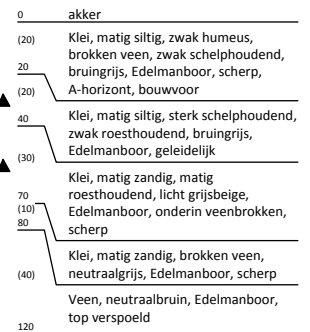 0 akker
(20) Klei, matig siltig, zwak humeus,
brokken veen, zwak schelphoudend,
bruingrijs, Edelmanboor, scherp,
A-horizont, bouwvoor
20
(20) Klei, matig siltig, sterk schelphoudend,
zwak roesthoudend, bruingrijs,
Edelmanboor, geleidelijk
40
(30) Klei, matig zandig, matig
roesthoudend, licht grijsbeige,
Edelmanboor, onderin veenbrokken,
scherp
70
(10) Klei, matig zandig, brokken veen,
neutraalgrijs, Edelmanboor, scherp
80
(40) Veen, neutraalbruin, Edelmanboor,
top verspoeld
120